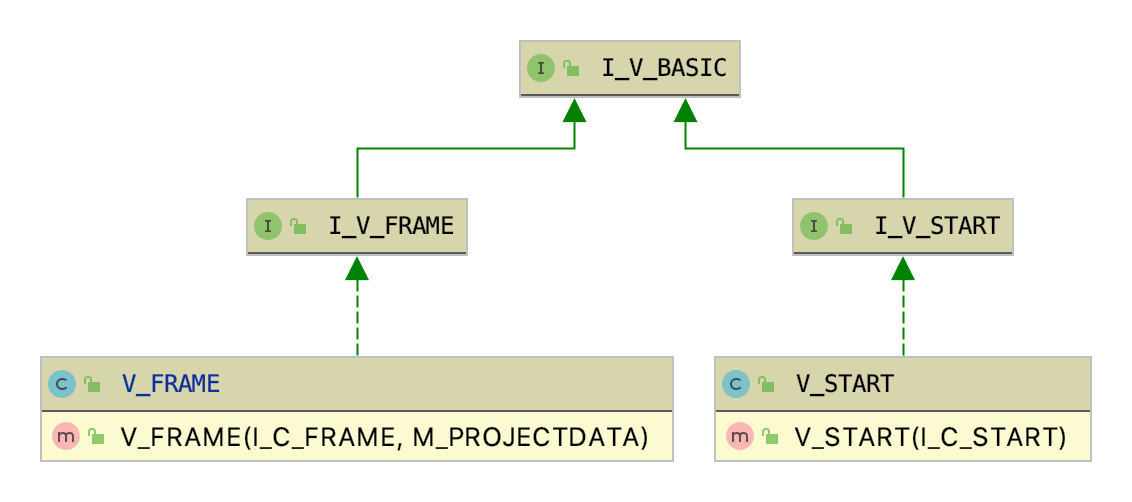 I I_V_BASIC
I I_V_FRAME
I I_V_START
C V_FRAME
m V_FRAME(I_C_FRAME, M_PROJECTDATA)
C V_START
m V_START(I_C_START)